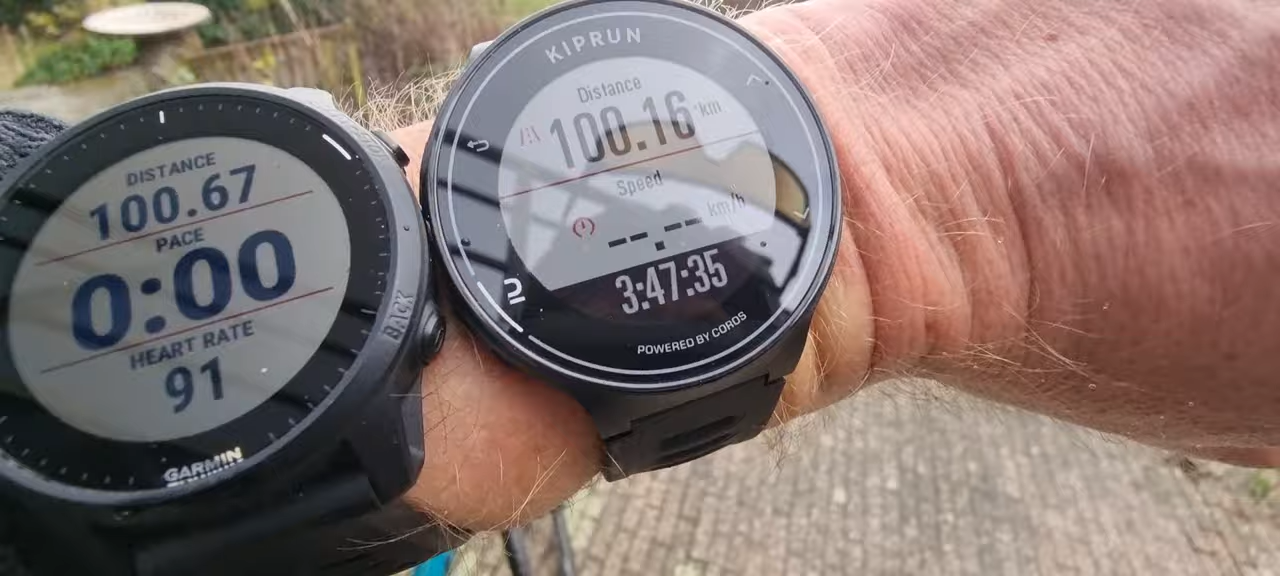 DISTANCE
100.67
PACE
0:00
HEART RATE
91
GARMIN
BACK
KIPRUN
Distance
100.16 km
Speed
--.-- km/h
3:47:35
POWERED BY COROS